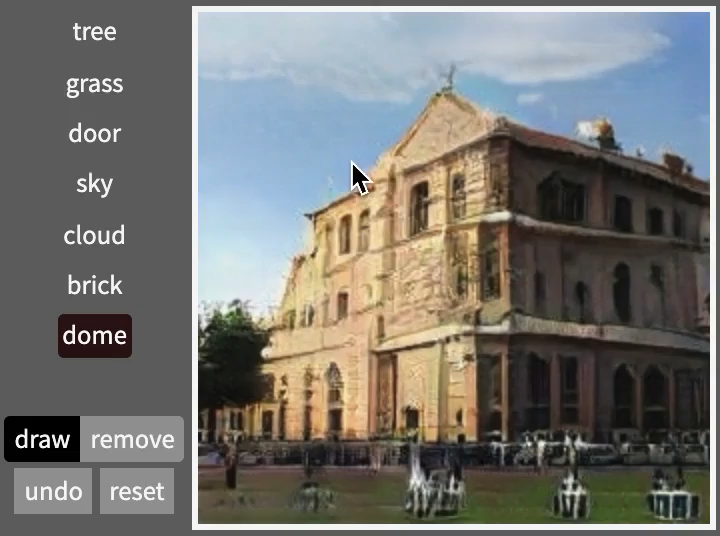 tree
grass
door
sky
cloud
brick
dome
draw remove
undo reset